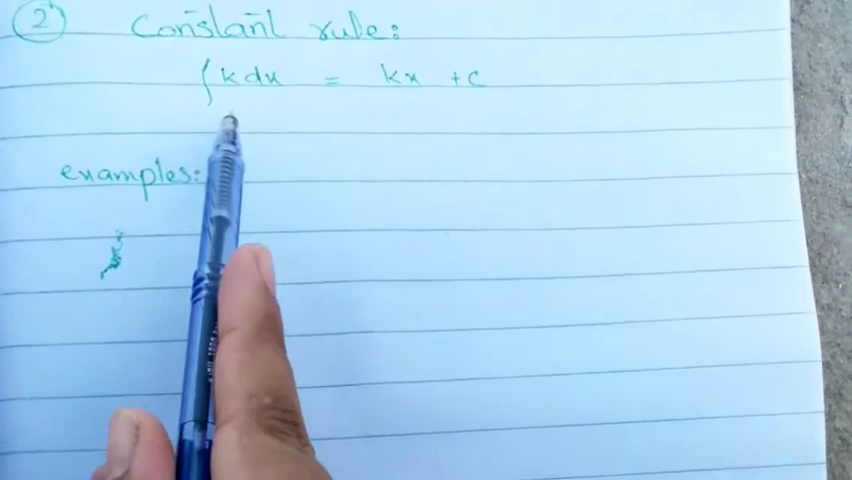 2 Constant rule:
∫k dx = kx + c
examples: